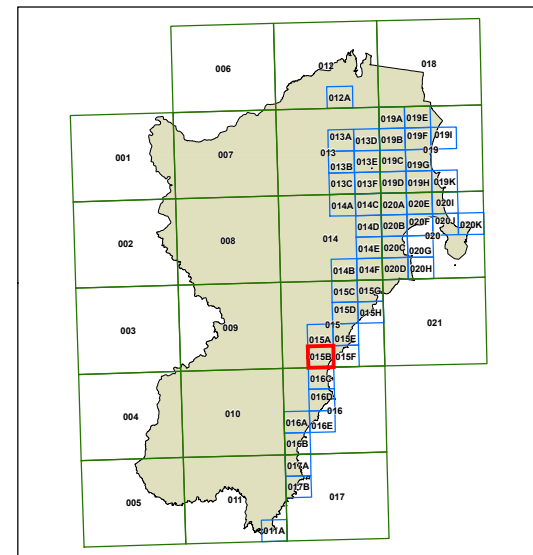 006 012 018
012A
019A 019E
013A 013D 019B 019F 019I
001 007 013 019
013B 013E 019C 019G
013C 013F 019D 019H 019K
014A 014C 020A 020E 020I
002 008 014 014D 020B 020F 020J 020K
020
014E 020C 020G
014B 014F 020D 020H
015C 015G
003 009 015D 015H 021
015
015A 015E
015B 015F
016C
016D
004 010 016
016A 016E
016B
017A
005 011 017B 017
011A